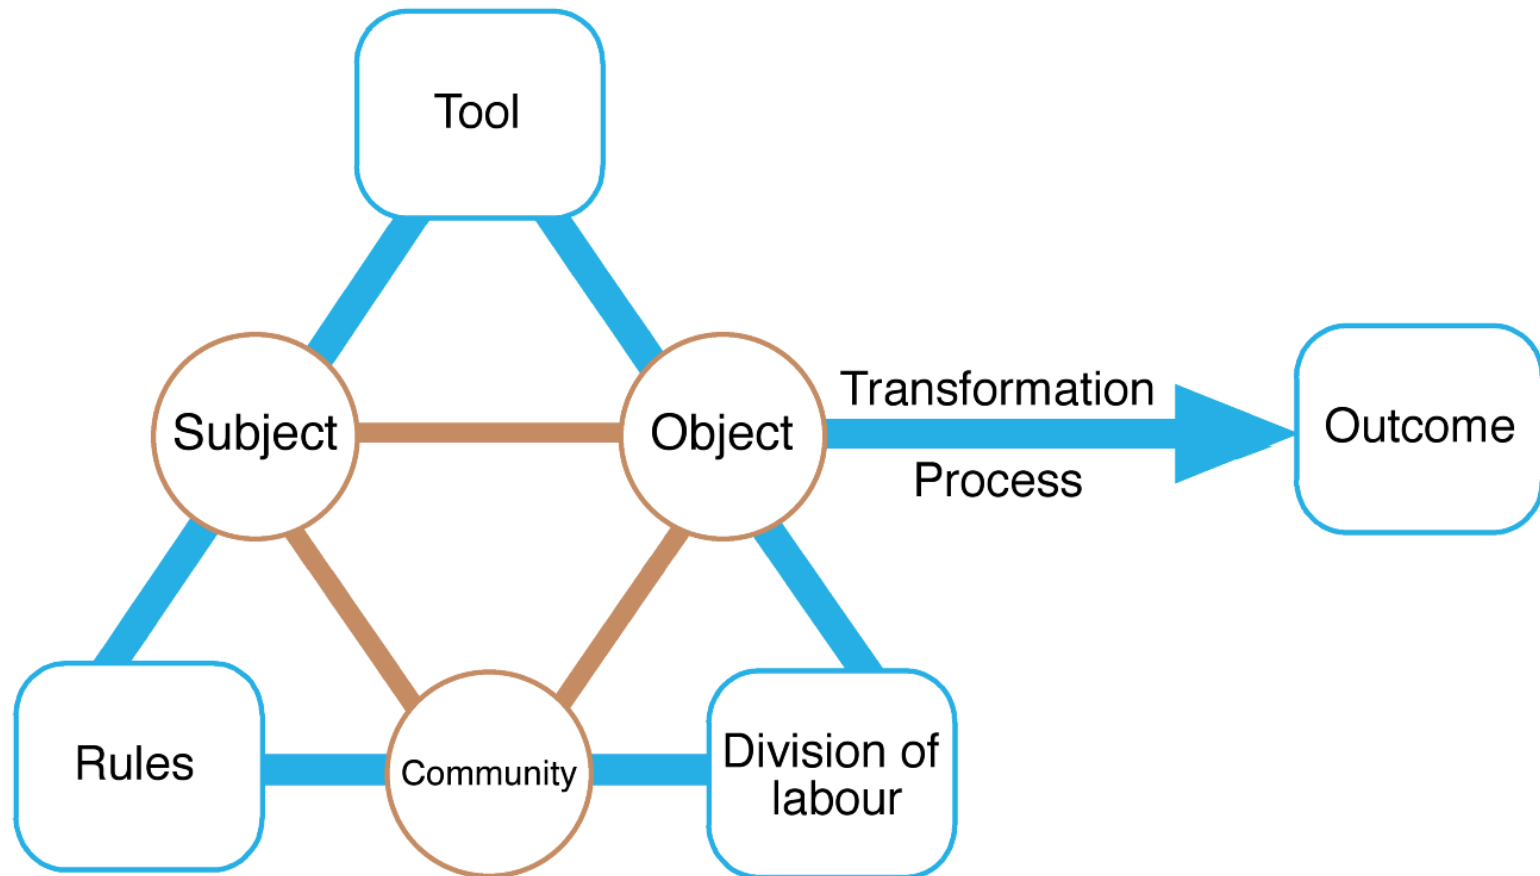 Tool
Subject
Object
Transformation
Process
Outcome
Rules
Community
Division of
labour